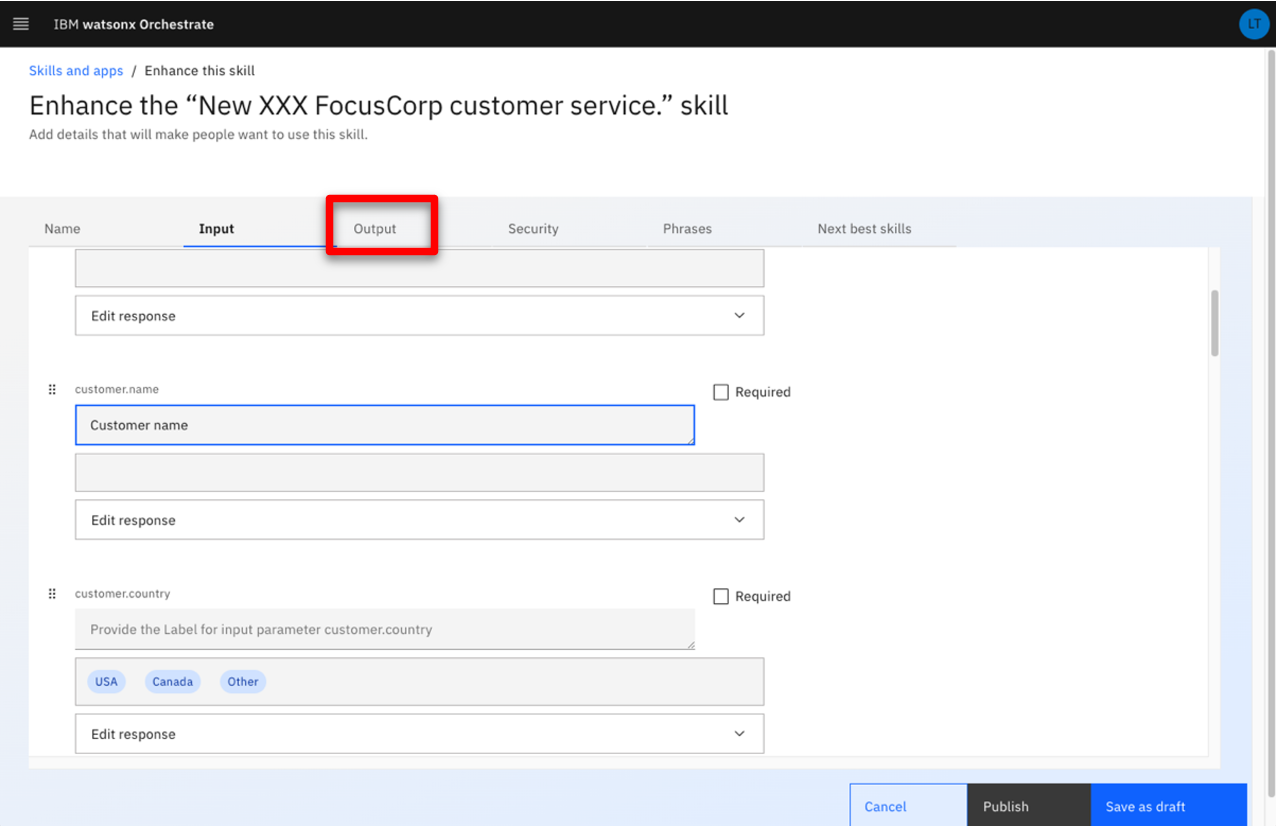 IBM watsonx Orchestrate
LT
Skills and apps / Enhance this skill
Enhance the “New XXX FocusCorp customer service.” skill
Add details that will make people want to use this skill.
Name Input Output Security Phrases Next best skills
Edit response
customer.name
Required
Customer name
Edit response
customer.country
Required
Provide the Label for input parameter customer.country
USA Canada Other
Edit response
Cancel Publish Save as draft